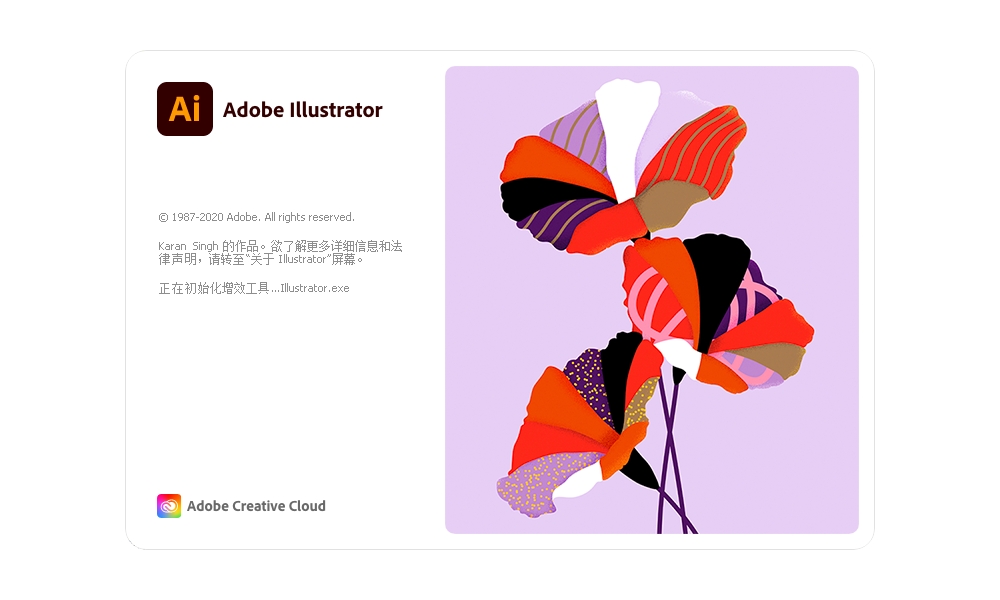 Ai Adobe Illustrator
© 1987-2020 Adobe. All rights reserved.
Karan Singh 的作品。欲了解更多详细信息和法
律声明，请转至“关于 Illustrator”屏幕。
正在初始化增效工具...Illustrator.exe
Adobe Creative Cloud